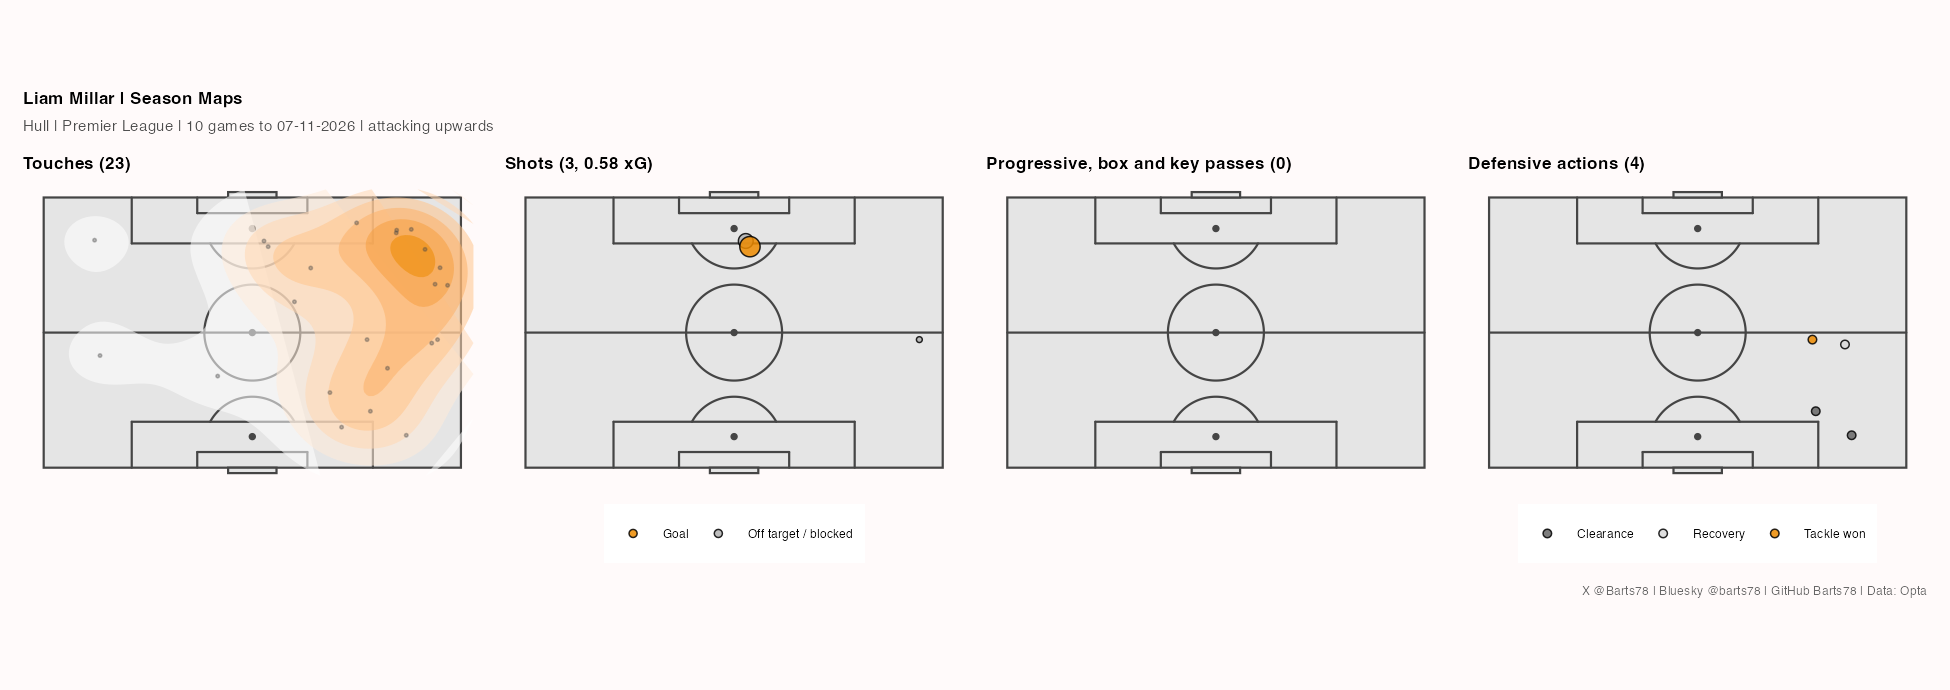 Liam Millar | Season Maps
Hull | Premier League | 10 games to 07-11-2026 | attacking upwards
Touches (23)
Shots (3, 0.58 xG)
Progressive, box and key passes (0)
Defensive actions (4)
Goal
Off target / blocked
Clearance
Recovery
Tackle won
X @Barts78 | Bluesky @barts78 | GitHub Barts78 | Data: Opta